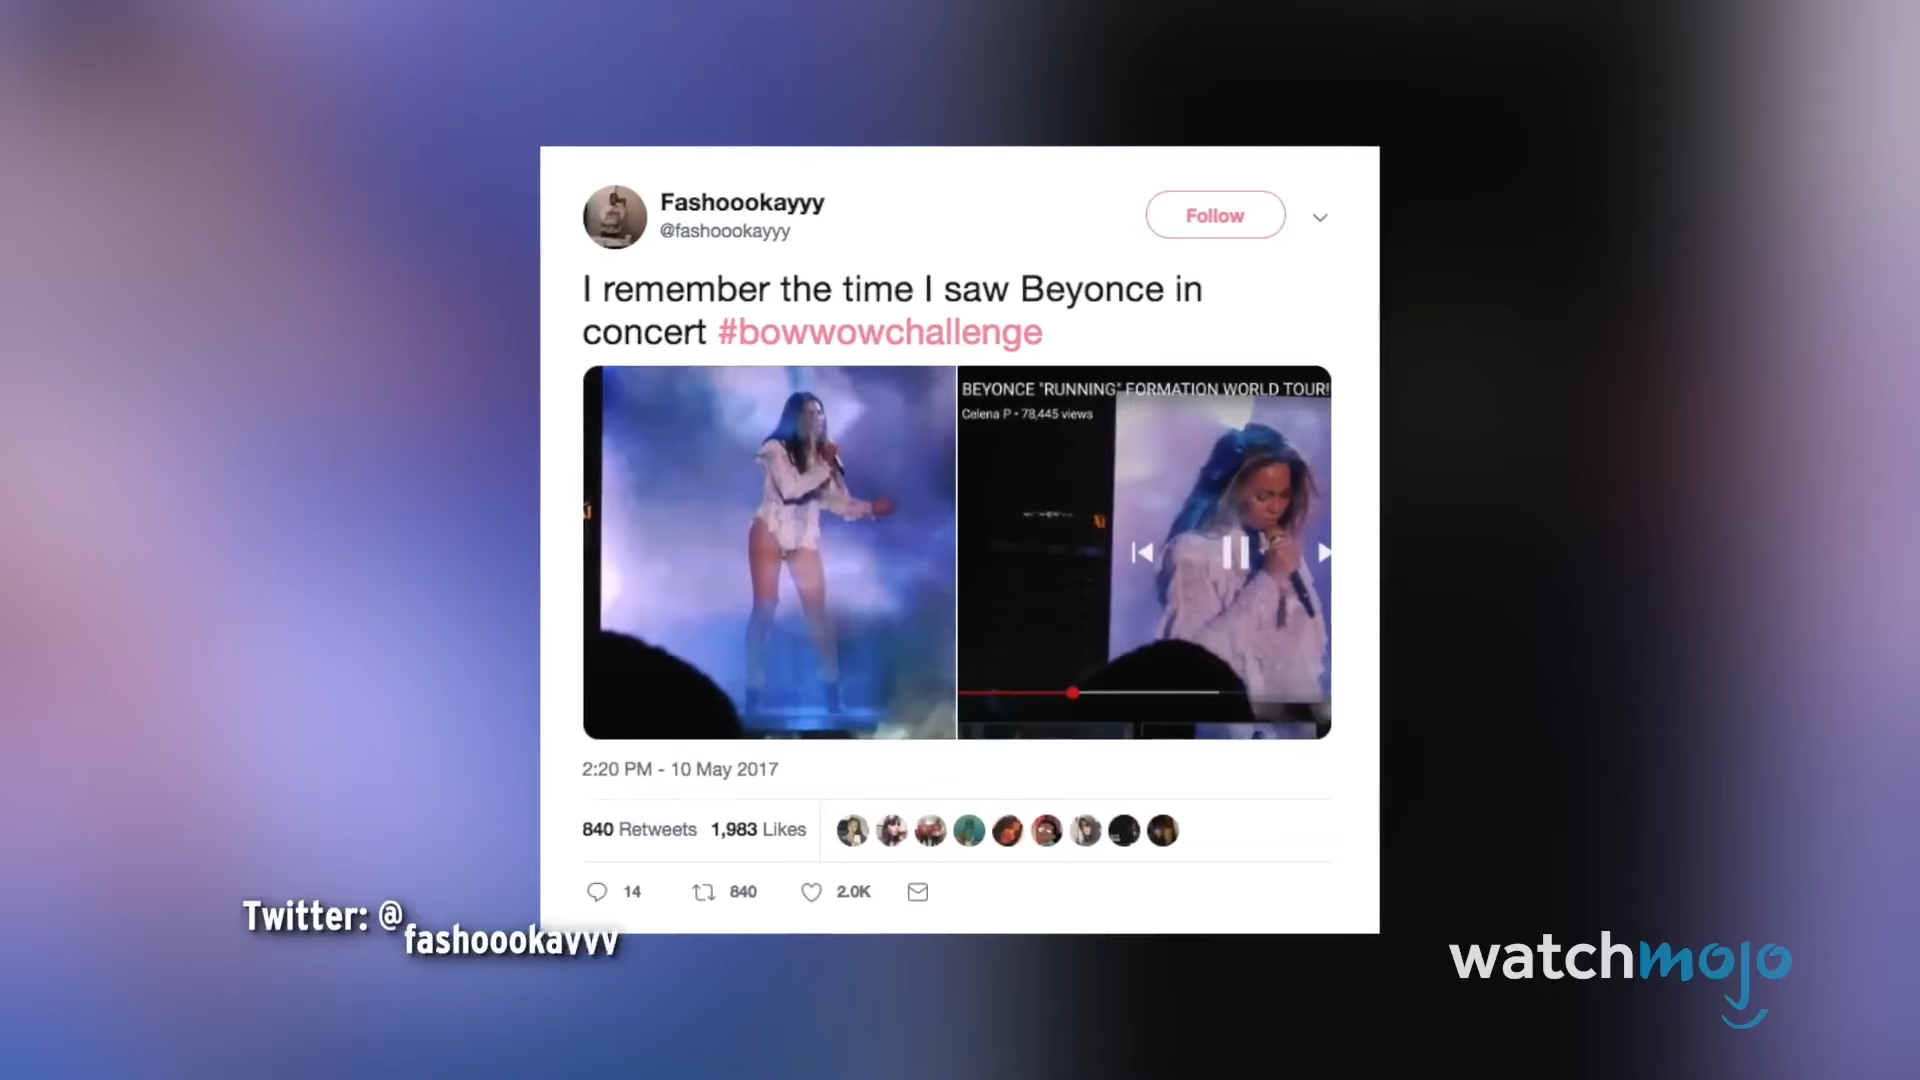 Fashoookayyy
@fashoookayyy
Follow
I remember the time I saw Beyonce in
concert #bowwowchallenge
BEYONCE "RUNNING" FORMATION WORLD TOUR!
Celena P • 78,445 views
2:20 PM - 10 May 2017
840 Retweets 1,983 Likes
14 840 2.0K
Twitter: @
fashoookayyy
watchmojo